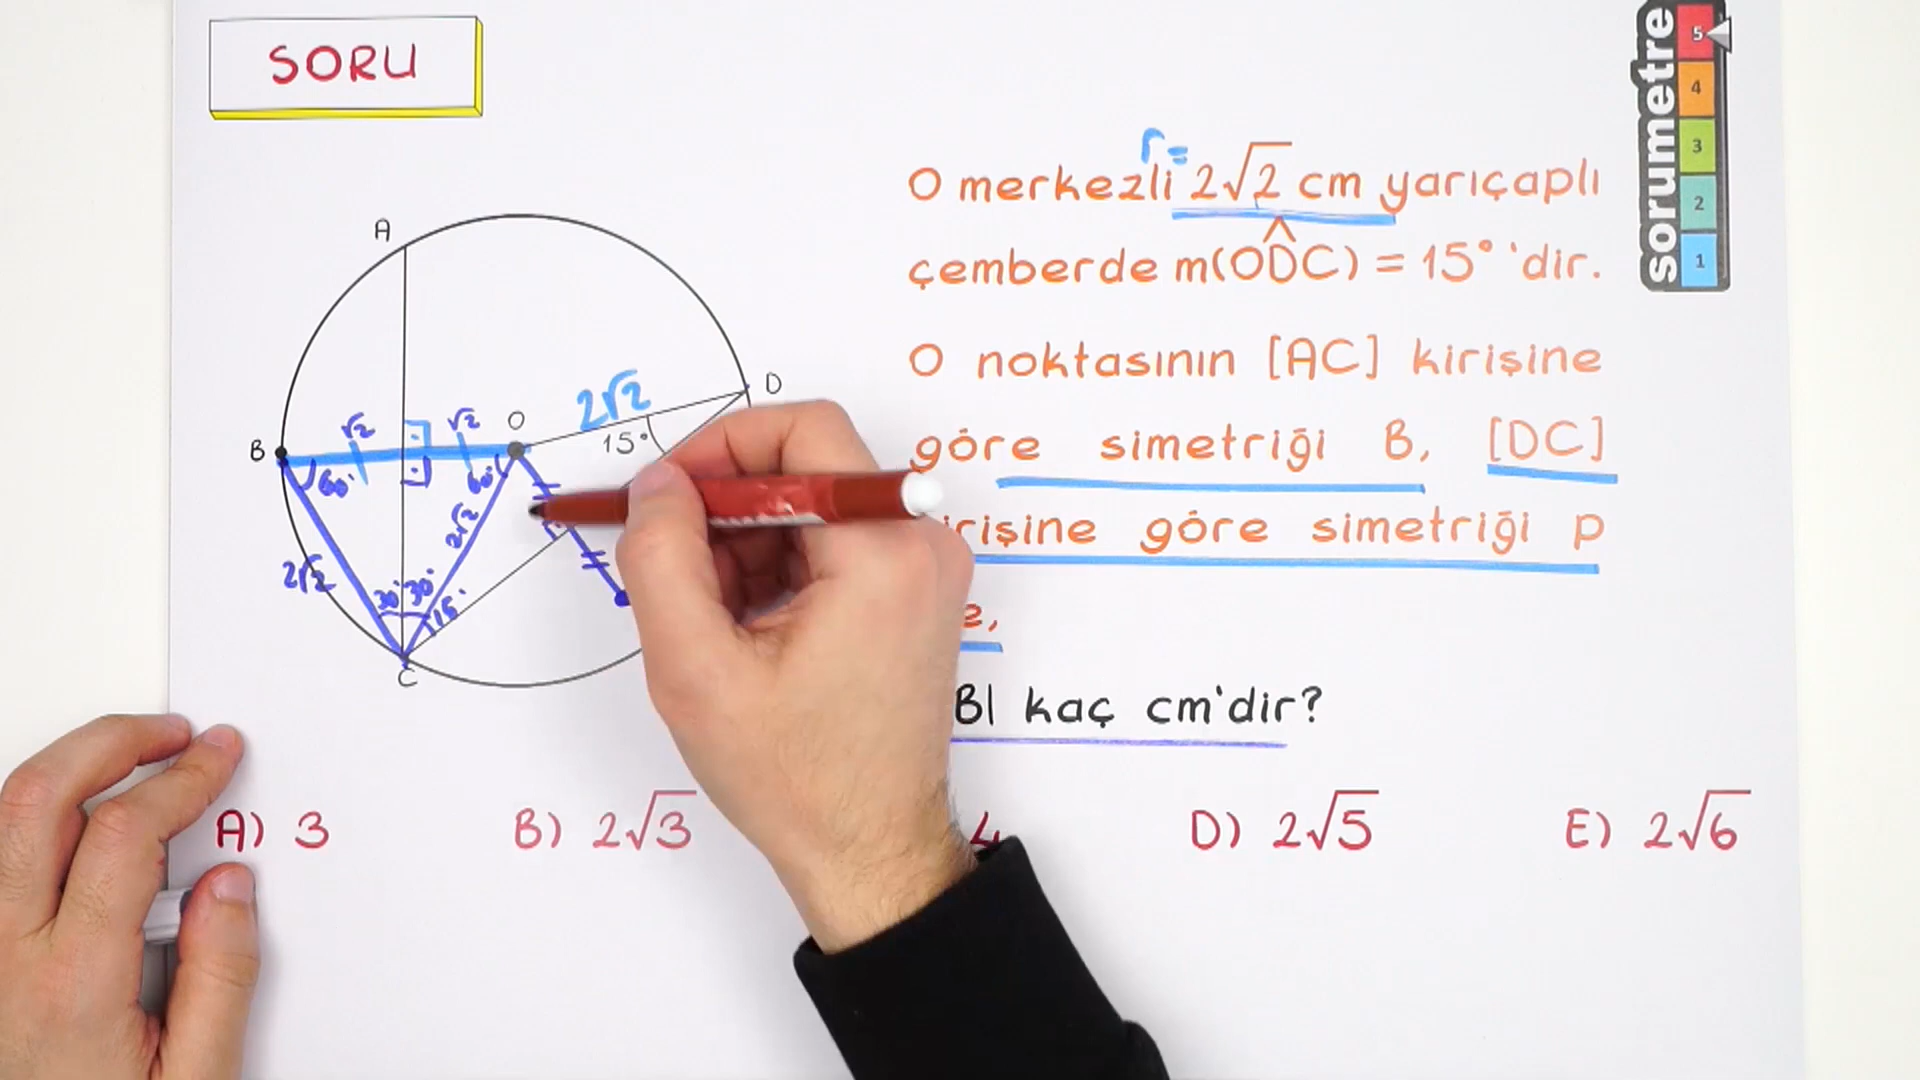 SORU
sorumetre
5
4
3
2
1
r=
O merkezli 2√2 cm yarıçaplı
çemberde m(ODC) = 15° 'dir.
O noktasının [AC] kirişine
göre simetriği B, [DC]
göre simetriği p
Bl kaç cm'dir?
A
B
O
D
C
√2
√2
2√2
15°
60°
60°
2√2
2√2
30°
30°
15°
A) 3
B) 2√3
4
D) 2√5
E) 2√6